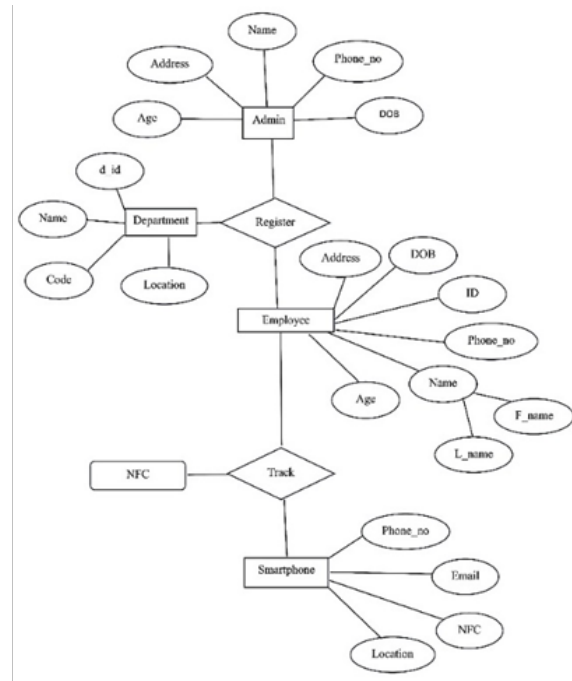 Name
Address
Phone_no
Age
Admin
DOB
d_id
Name
Department
Register
Code
Location
Address
DOB
ID
Employee
Phone_no
Age
Name
F_name
L_name
NFC
Track
Phone_no
Smartphone
Email
NFC
Location